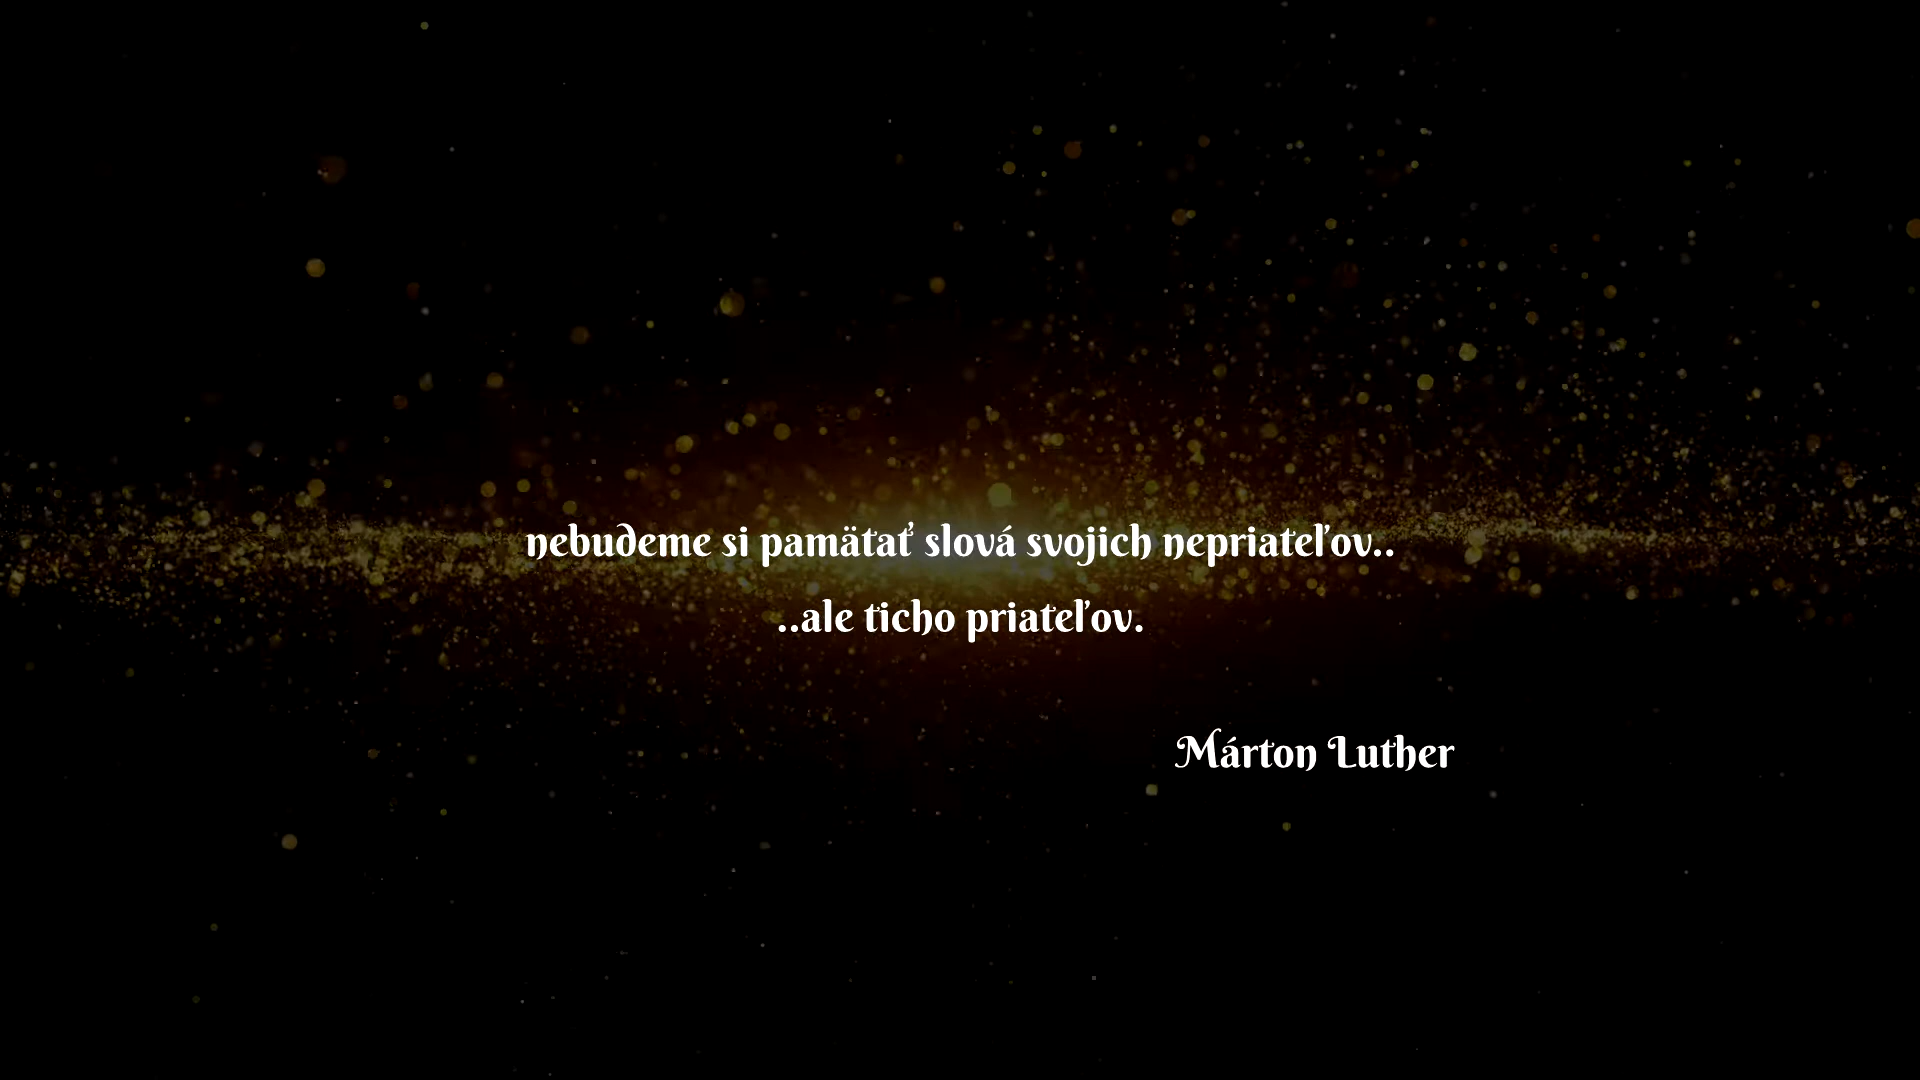 nebudeme si pamätať slová svojich nepriateľov..
..ale ticho priateľov.
Márton Luther